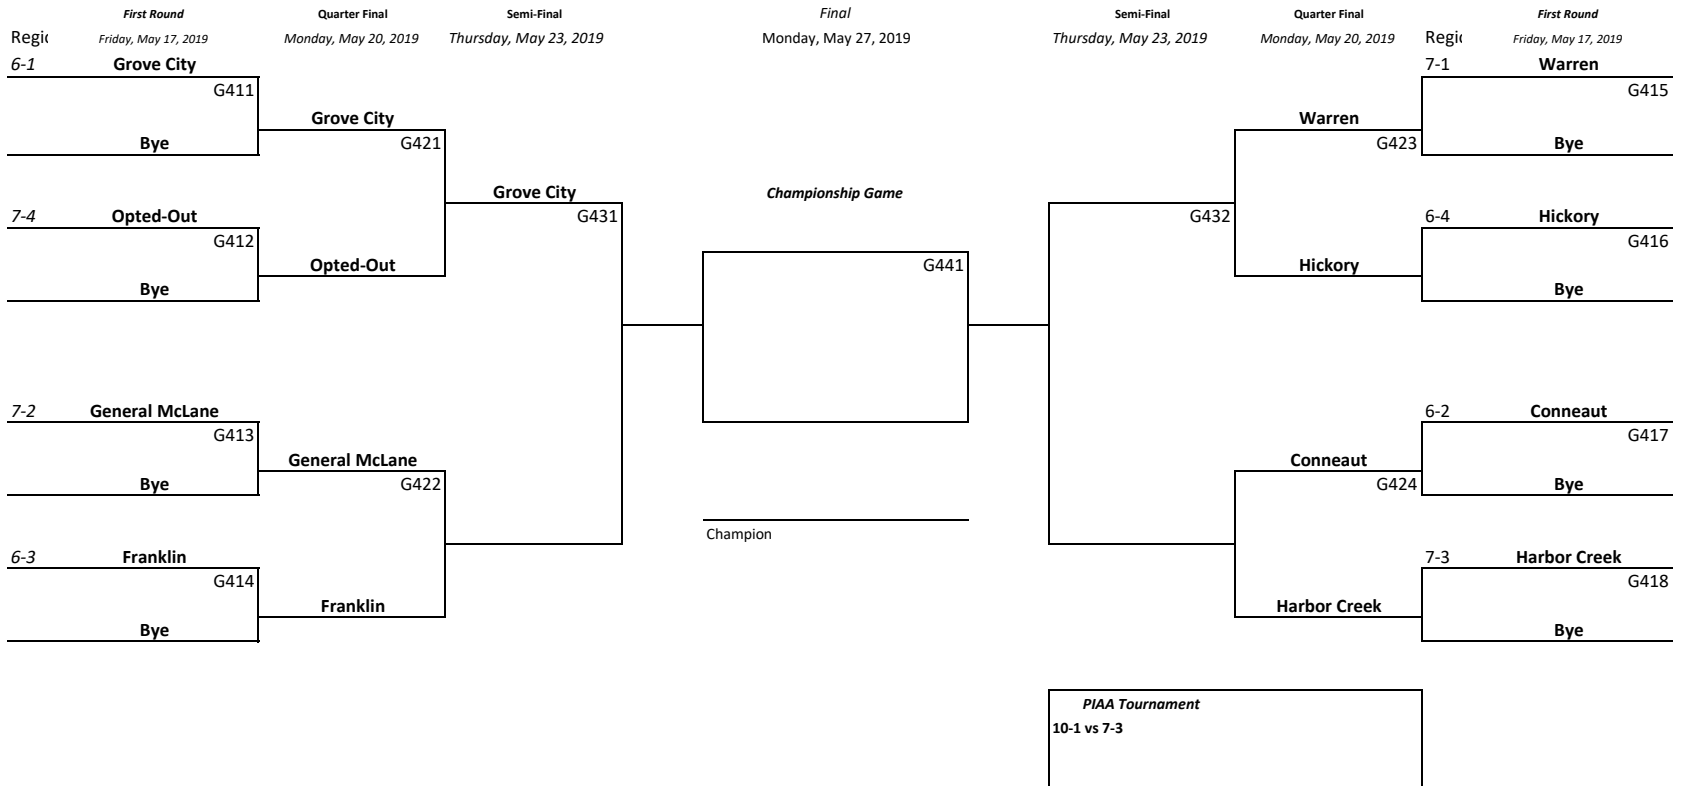 First Round Quarter Final Semi-Final Final Semi-Final Quarter Final First Round
Regic Friday, May 17, 2019 Monday, May 20, 2019 Thursday, May 23, 2019 Monday, May 27, 2019 Thursday, May 23, 2019 Monday, May 20, 2019 Regic Friday, May 17, 2019
6-1 Grove City 7-1 Warren
G411 G415
Grove City Warren
Bye G421 G423 Bye
Grove City Championship Game
7-4 Opted-Out G431 G432 6-4 Hickory
G412 G416
Opted-Out G441 Hickory
Bye Bye
7-2 General McLane 6-2 Conneaut
G413 G417
General McLane Conneaut
Bye G422 G424 Bye
Champion
6-3 Franklin 7-3 Harbor Creek
G414 G418
Franklin Harbor Creek
Bye Bye
PIAA Tournament
10-1 vs 7-3